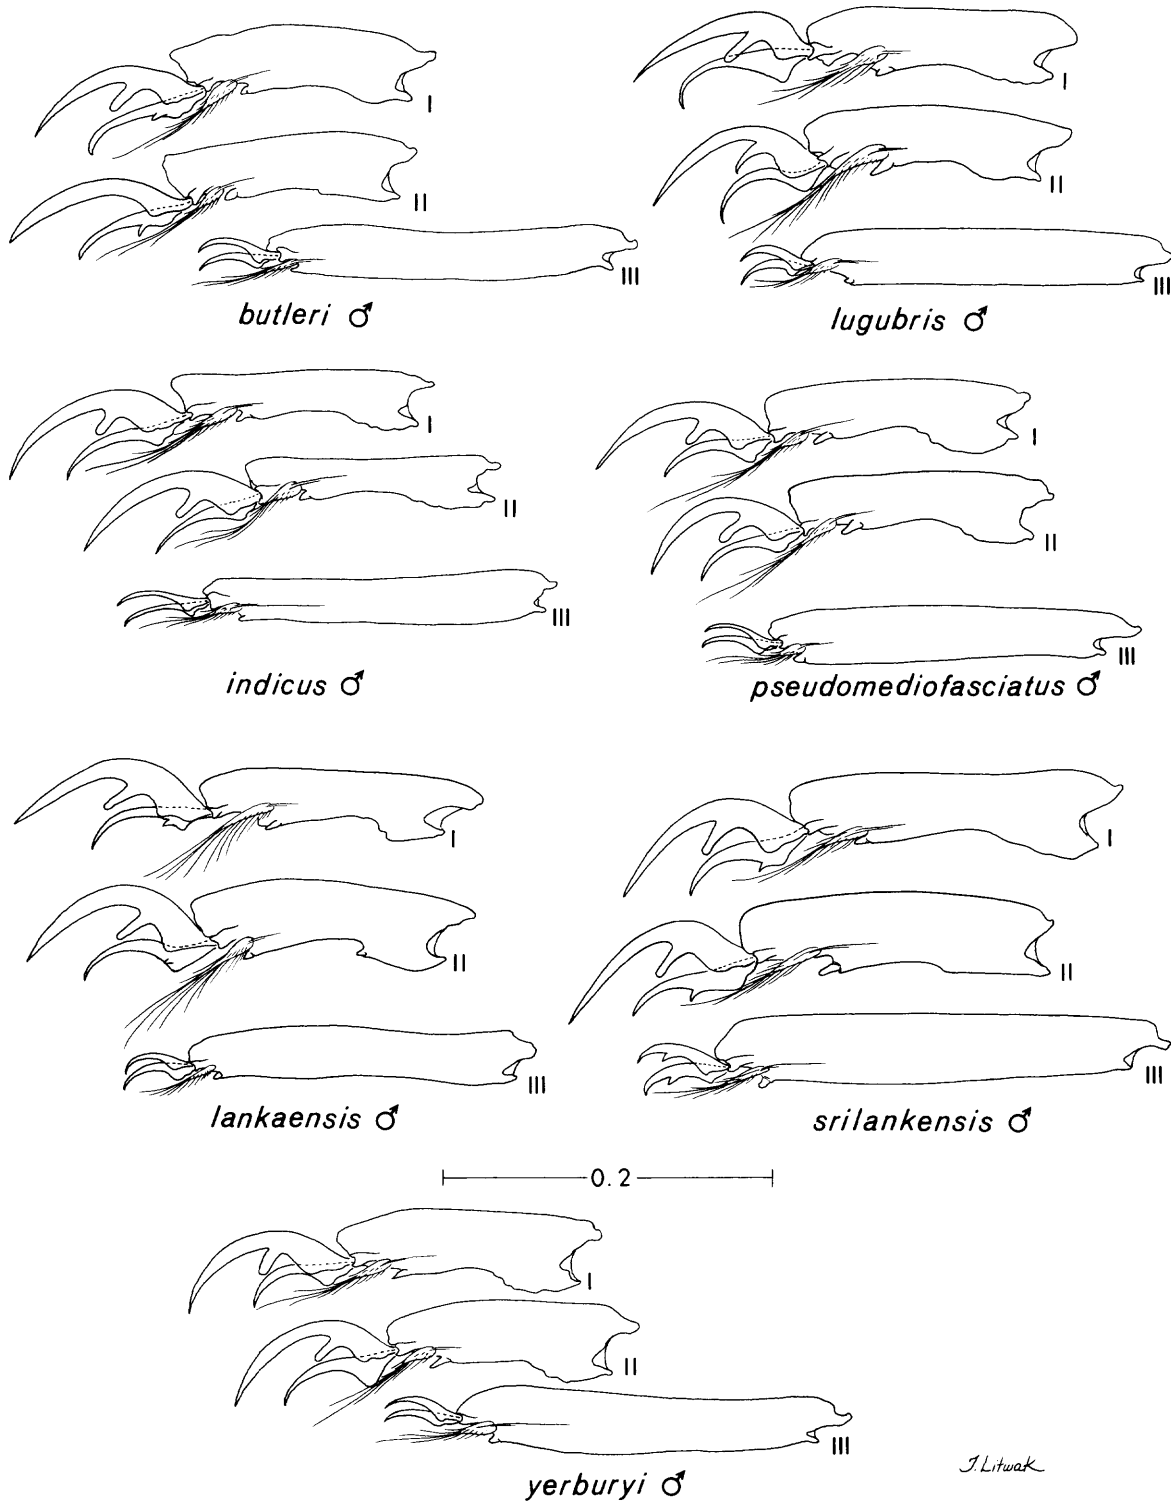 I
II
III
butleri ♂
I
II
III
lugubris ♂
I
II
III
indicus ♂
I
II
III
pseudomediofasciatus ♂
I
II
III
lankaensis ♂
I
II
III
srilankensis ♂
0.2
I
II
III
yerburyi ♂
J. Litwak